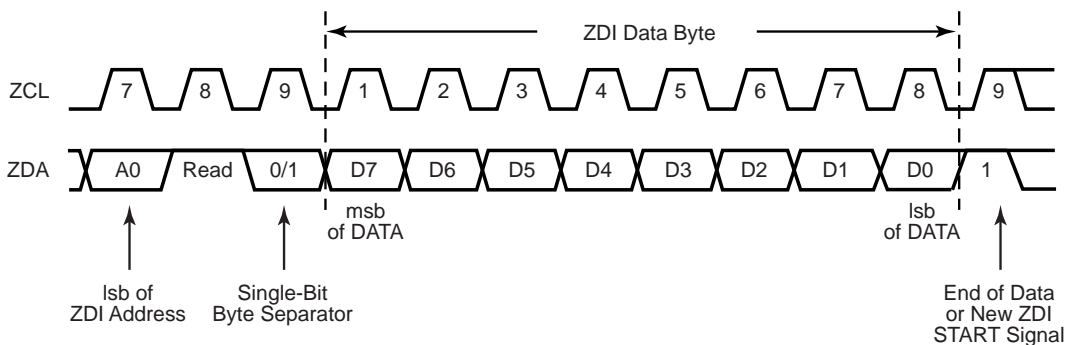 ZDI Data Byte
ZCL 7 8 9 1 2 3 4 5 6 7 8 9
ZDA A0 Read 0/1 D7 D6 D5 D4 D3 D2 D1 D0 1
msb
of DATA
lsb
of DATA
lsb of
ZDI Address
Single-Bit
Byte Separator
End of Data
or New ZDI
START Signal